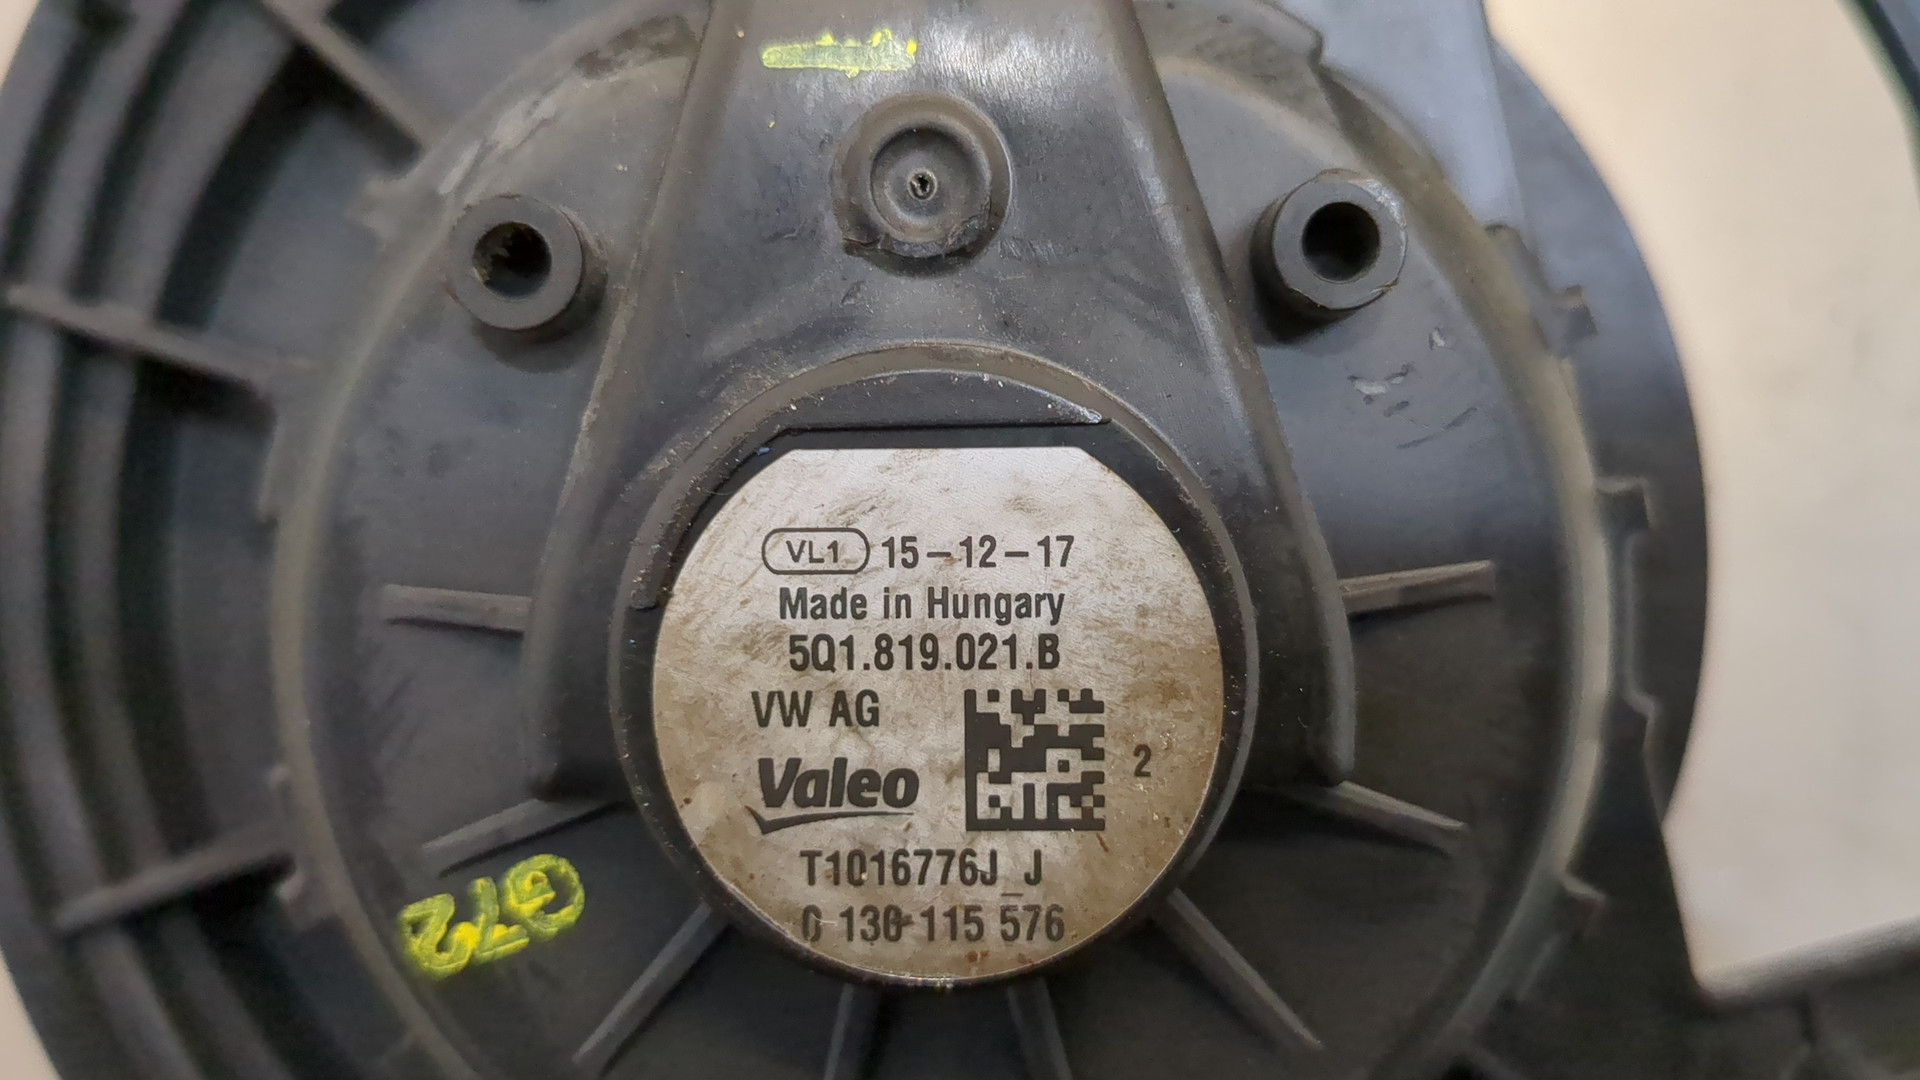 VL1 15-12-17
Made in Hungary
5Q1.819.021.B
VW AG
2
Valeo
T1016776J_J
0 130 115 576